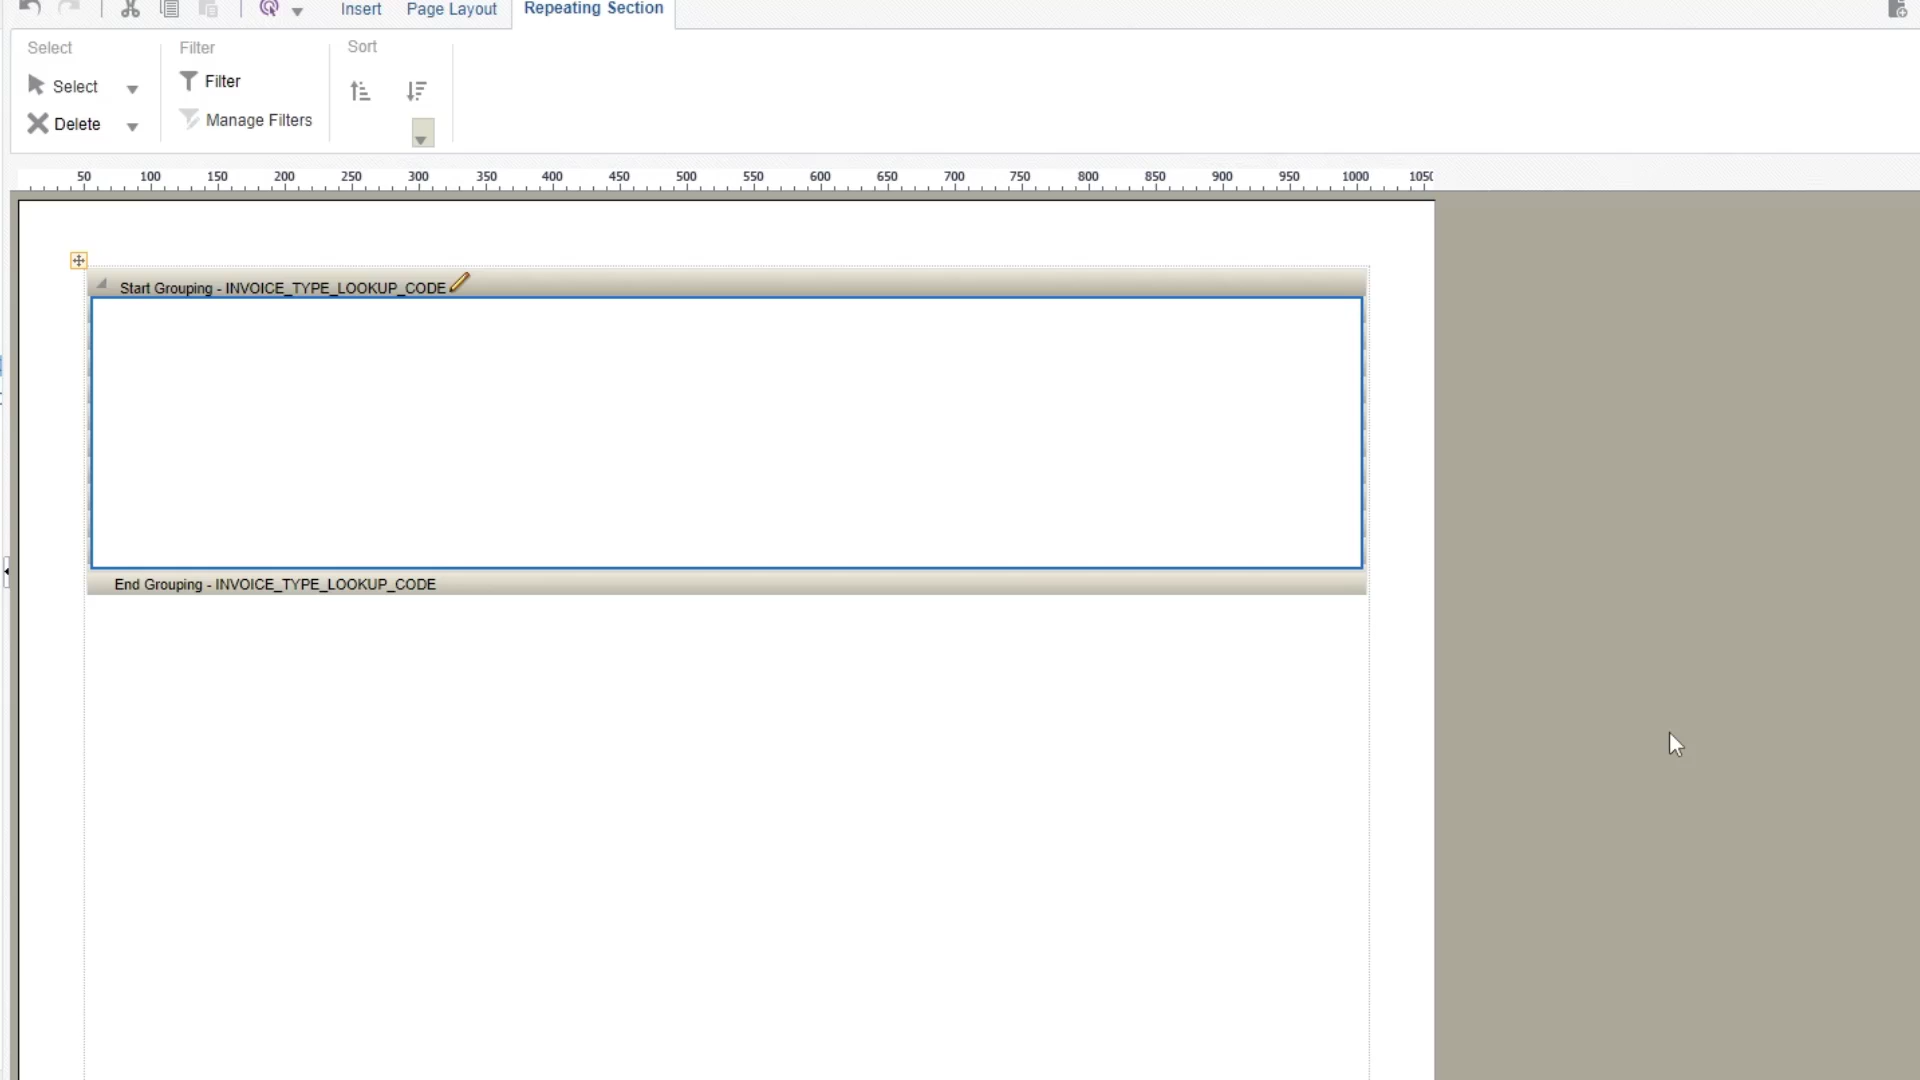 Insert Page Layout Repeating Section
Select Filter Sort
Select Filter
Delete Manage Filters
50 100 150 200 250 300 350 400 450 500 550 600 650 700 750 800 850 900 950 1000
Start Grouping - INVOICE_TYPE_LOOKUP_CODE
End Grouping - INVOICE_TYPE_LOOKUP_CODE